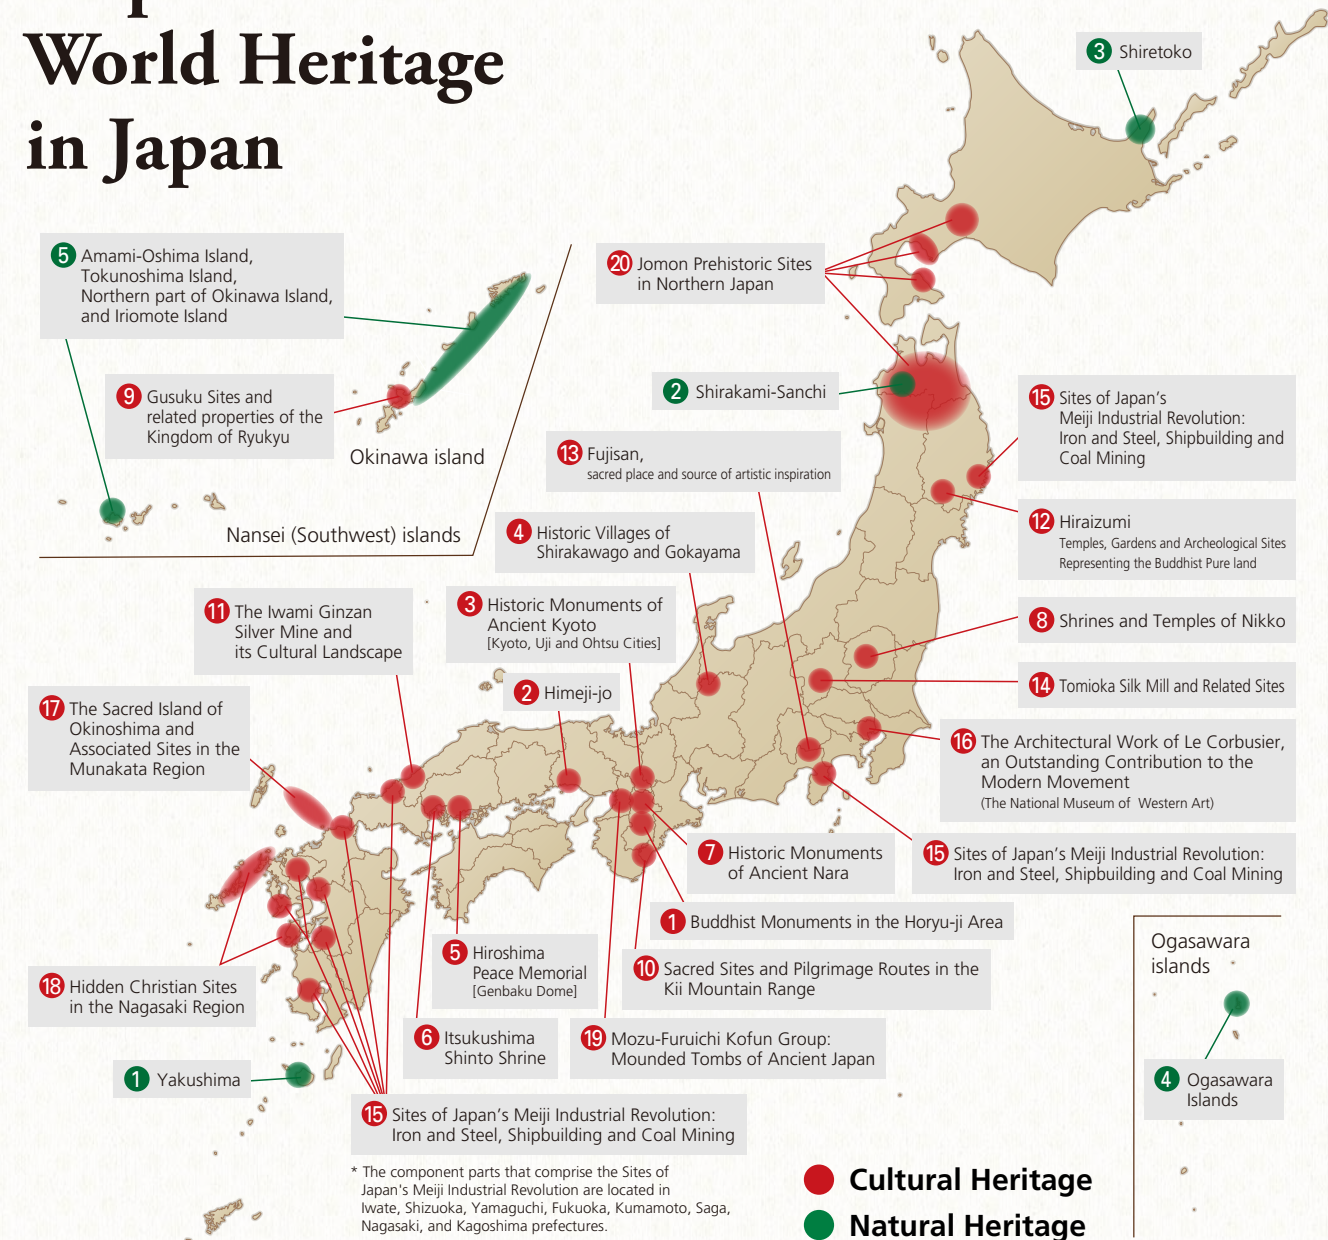 World Heritage
in Japan
3 Shiretoko
5 Amami-Oshima Island,
Tokunoshima Island,
Northern part of Okinawa Island,
and Iriomote Island
20 Jomon Prehistoric Sites
in Northern Japan
9 Gusuku Sites and
related properties of the
Kingdom of Ryukyu
Okinawa island
Nansei (Southwest) islands
2 Shirakami-Sanchi
15 Sites of Japan's
Meiji Industrial Revolution:
Iron and Steel, Shipbuilding and
Coal Mining
13 Fujisan,
sacred place and source of artistic inspiration
12 Hiraizumi
Temples, Gardens and Archeological Sites
Representing the Buddhist Pure land
4 Historic Villages of
Shirakawago and Gokayama
11 The Iwami Ginzan
Silver Mine and
its Cultural Landscape
3 Historic Monuments of
Ancient Kyoto
[Kyoto, Uji and Ohtsu Cities]
8 Shrines and Temples of Nikko
2 Himeji-jo
14 Tomioka Silk Mill and Related Sites
17 The Sacred Island of
Okinoshima and
Associated Sites in the
Munakata Region
16 The Architectural Work of Le Corbusier,
an Outstanding Contribution to the
Modern Movement
(The National Museum of Western Art)
7 Historic Monuments
of Ancient Nara
15 Sites of Japan's Meiji Industrial Revolution:
Iron and Steel, Shipbuilding and Coal Mining
1 Buddhist Monuments in the Horyu-ji Area
5 Hiroshima
Peace Memorial
[Genbaku Dome]
10 Sacred Sites and Pilgrimage Routes in the
Kii Mountain Range
Ogasawara
islands
18 Hidden Christian Sites
in the Nagasaki Region
6 Itsukushima
Shinto Shrine
19 Mozu-Furuichi Kofun Group:
Mounded Tombs of Ancient Japan
1 Yakushima
4 Ogasawara
Islands
15 Sites of Japan's Meiji Industrial Revolution:
Iron and Steel, Shipbuilding and Coal Mining
* The component parts that comprise the Sites of
Japan's Meiji Industrial Revolution are located in
Iwate, Shizuoka, Yamaguchi, Fukuoka, Kumamoto, Saga,
Nagasaki, and Kagoshima prefectures.
Cultural Heritage
Natural Heritage